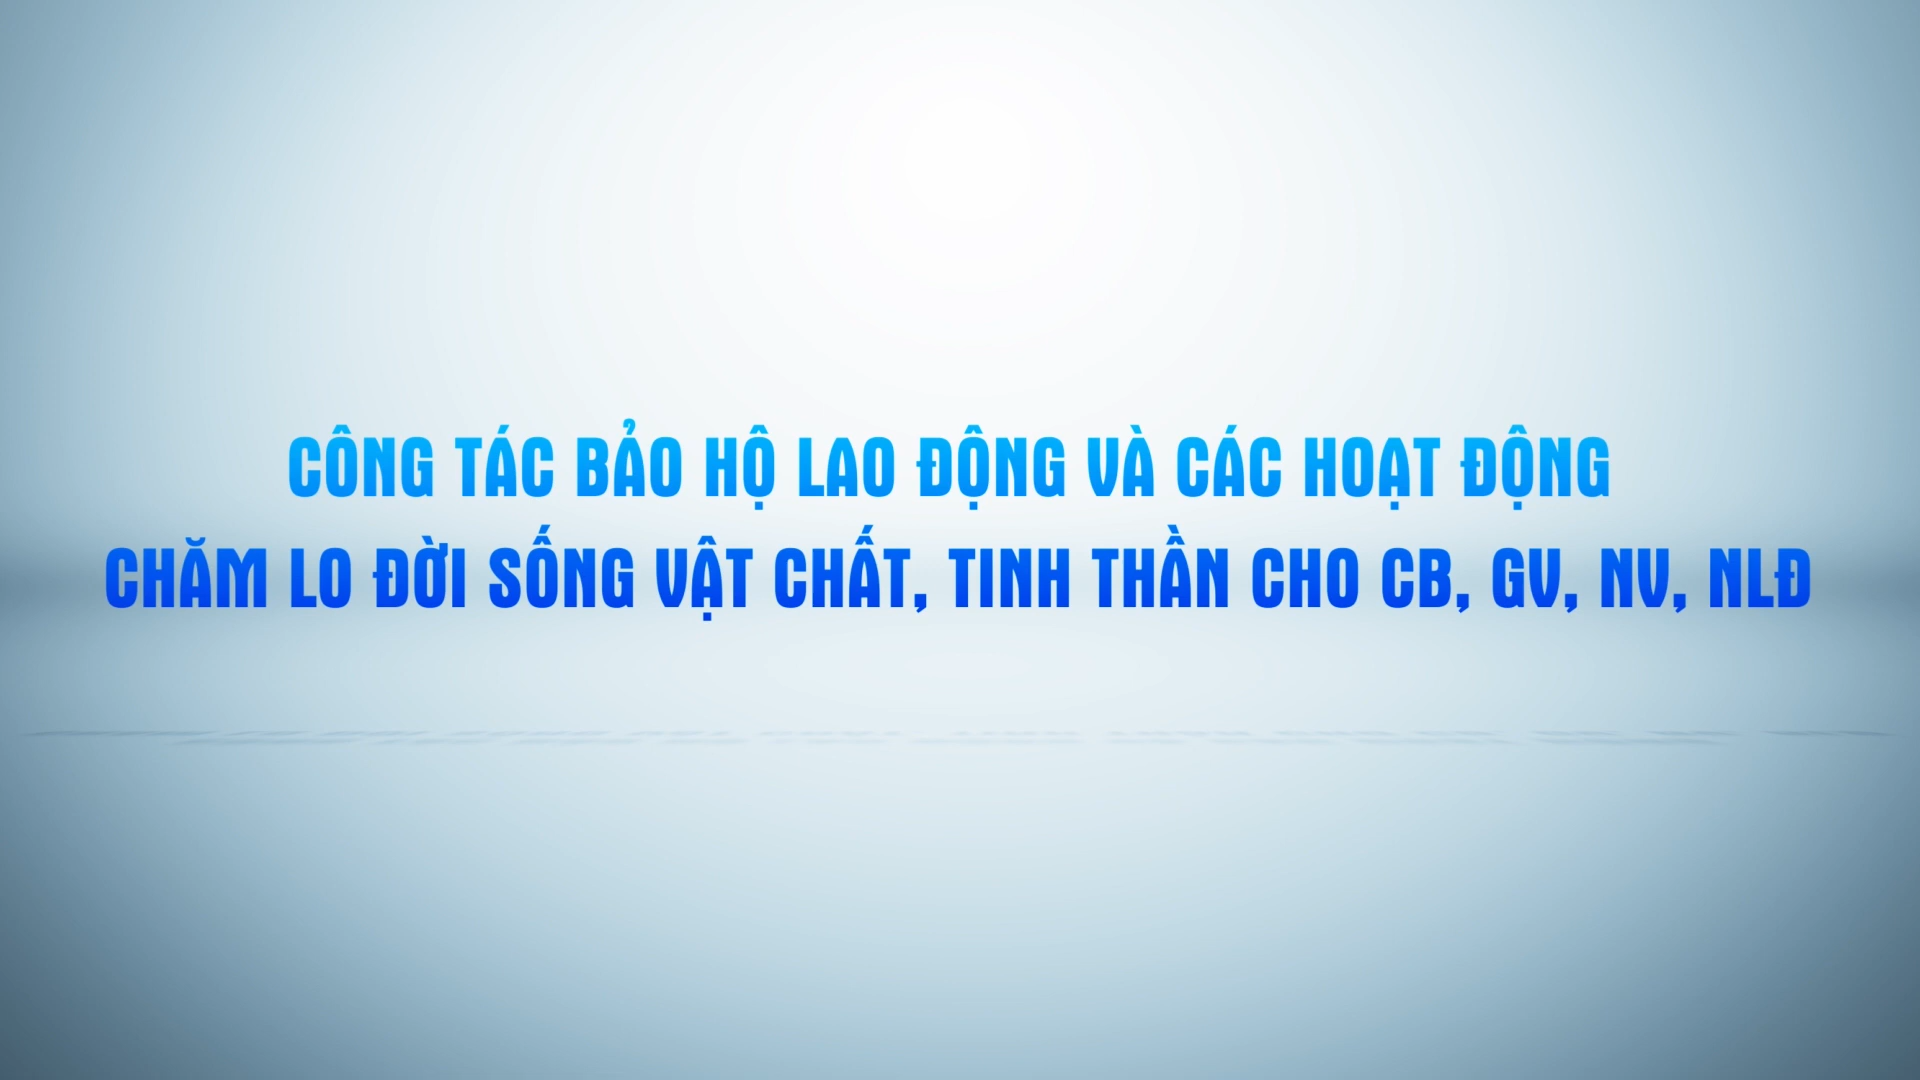 CÔNG TÁC BẢO HỘ LAO ĐỘNG VÀ CÁC HOẠT ĐỘNG
CHĂM LO ĐỜI SỐNG VẬT CHẤT, TINH THẦN CHO CB, GV, NV, NLĐ